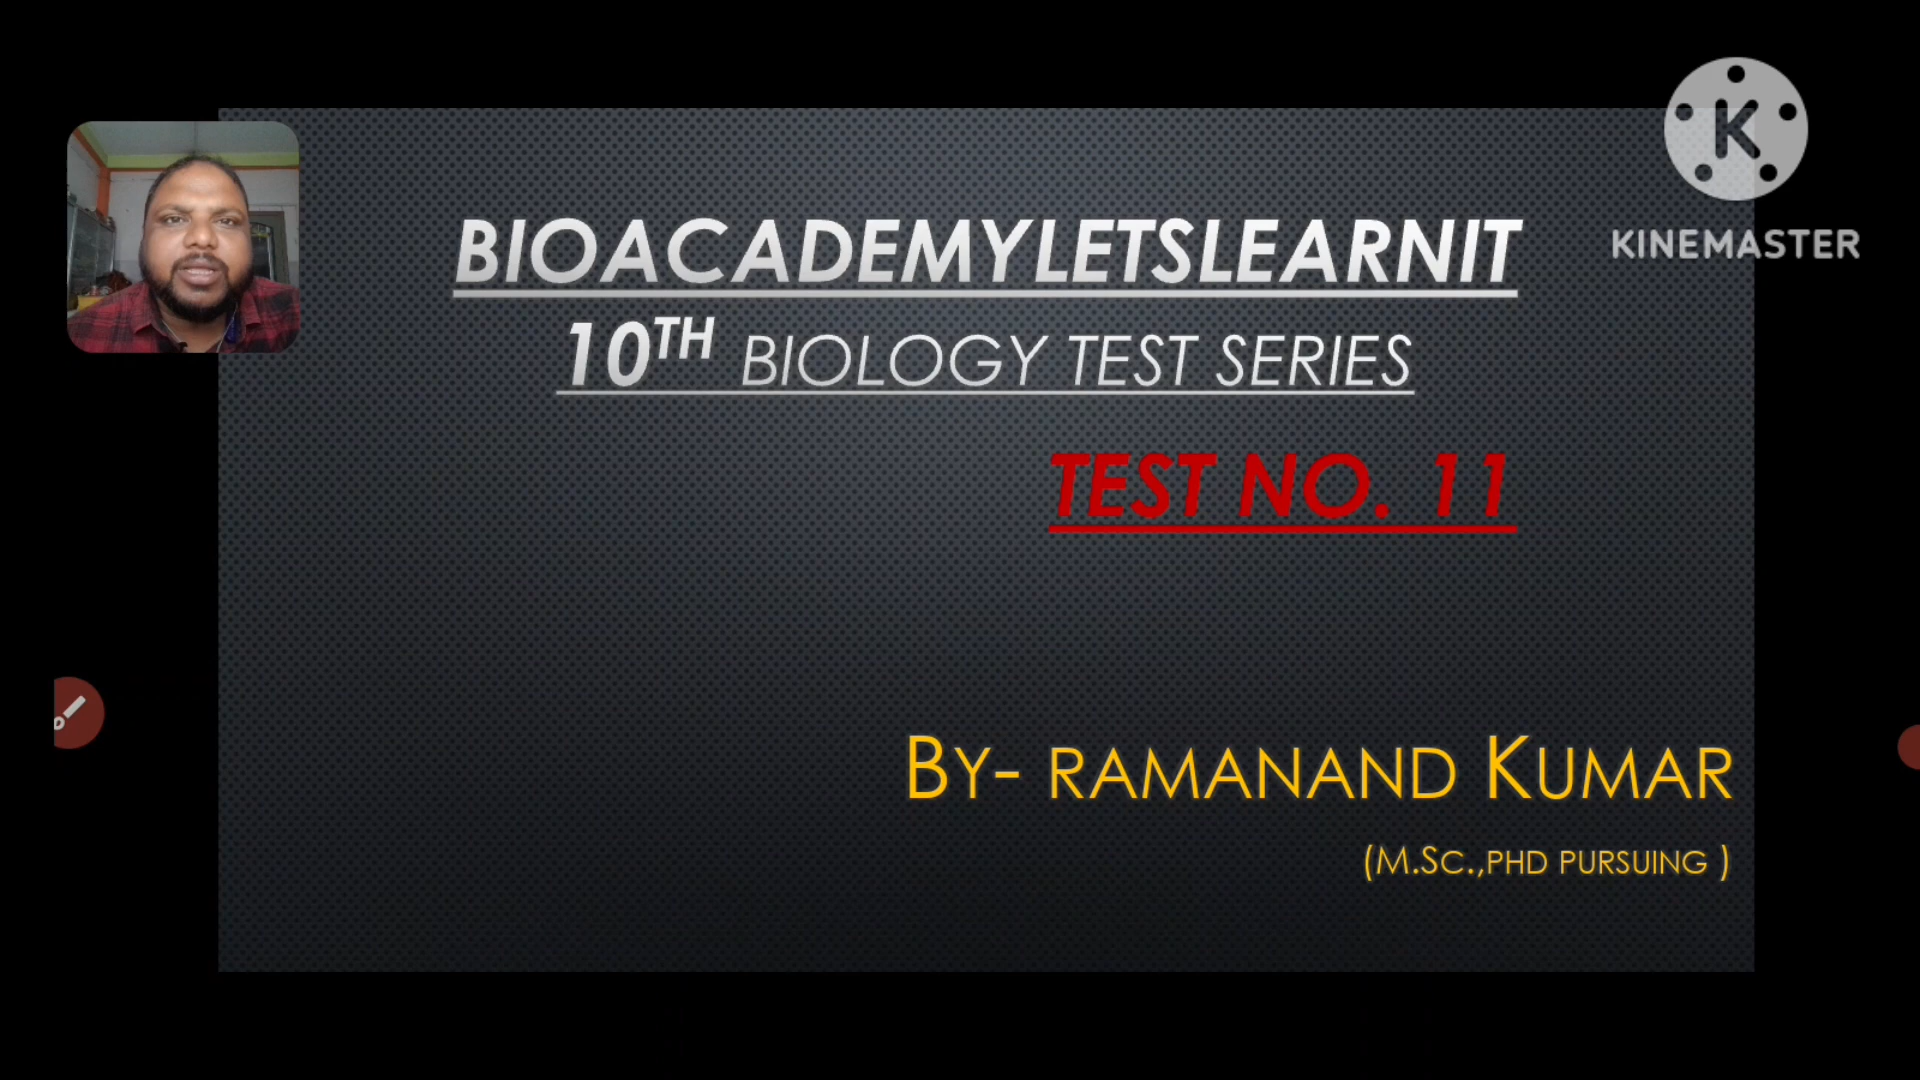 K
KINEMASTER
BIOACADEMYLETSLEARNIT
10TH BIOLOGY TEST SERIES
TEST NO. 11
BY- RAMANAND KUMAR
(M.SC.,PHD PURSUING )